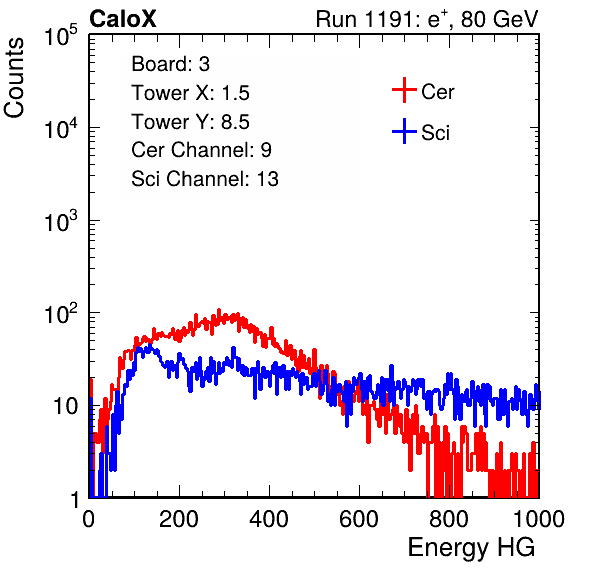 CaloX Run 1191: e⁺, 80 GeV
Counts
10⁵
10⁴
10³
10²
10
1
Board: 3
Tower X: 1.5
Tower Y: 8.5
Cer Channel: 9
Sci Channel: 13
Cer
Sci
0 200 400 600 800 1000
Energy HG